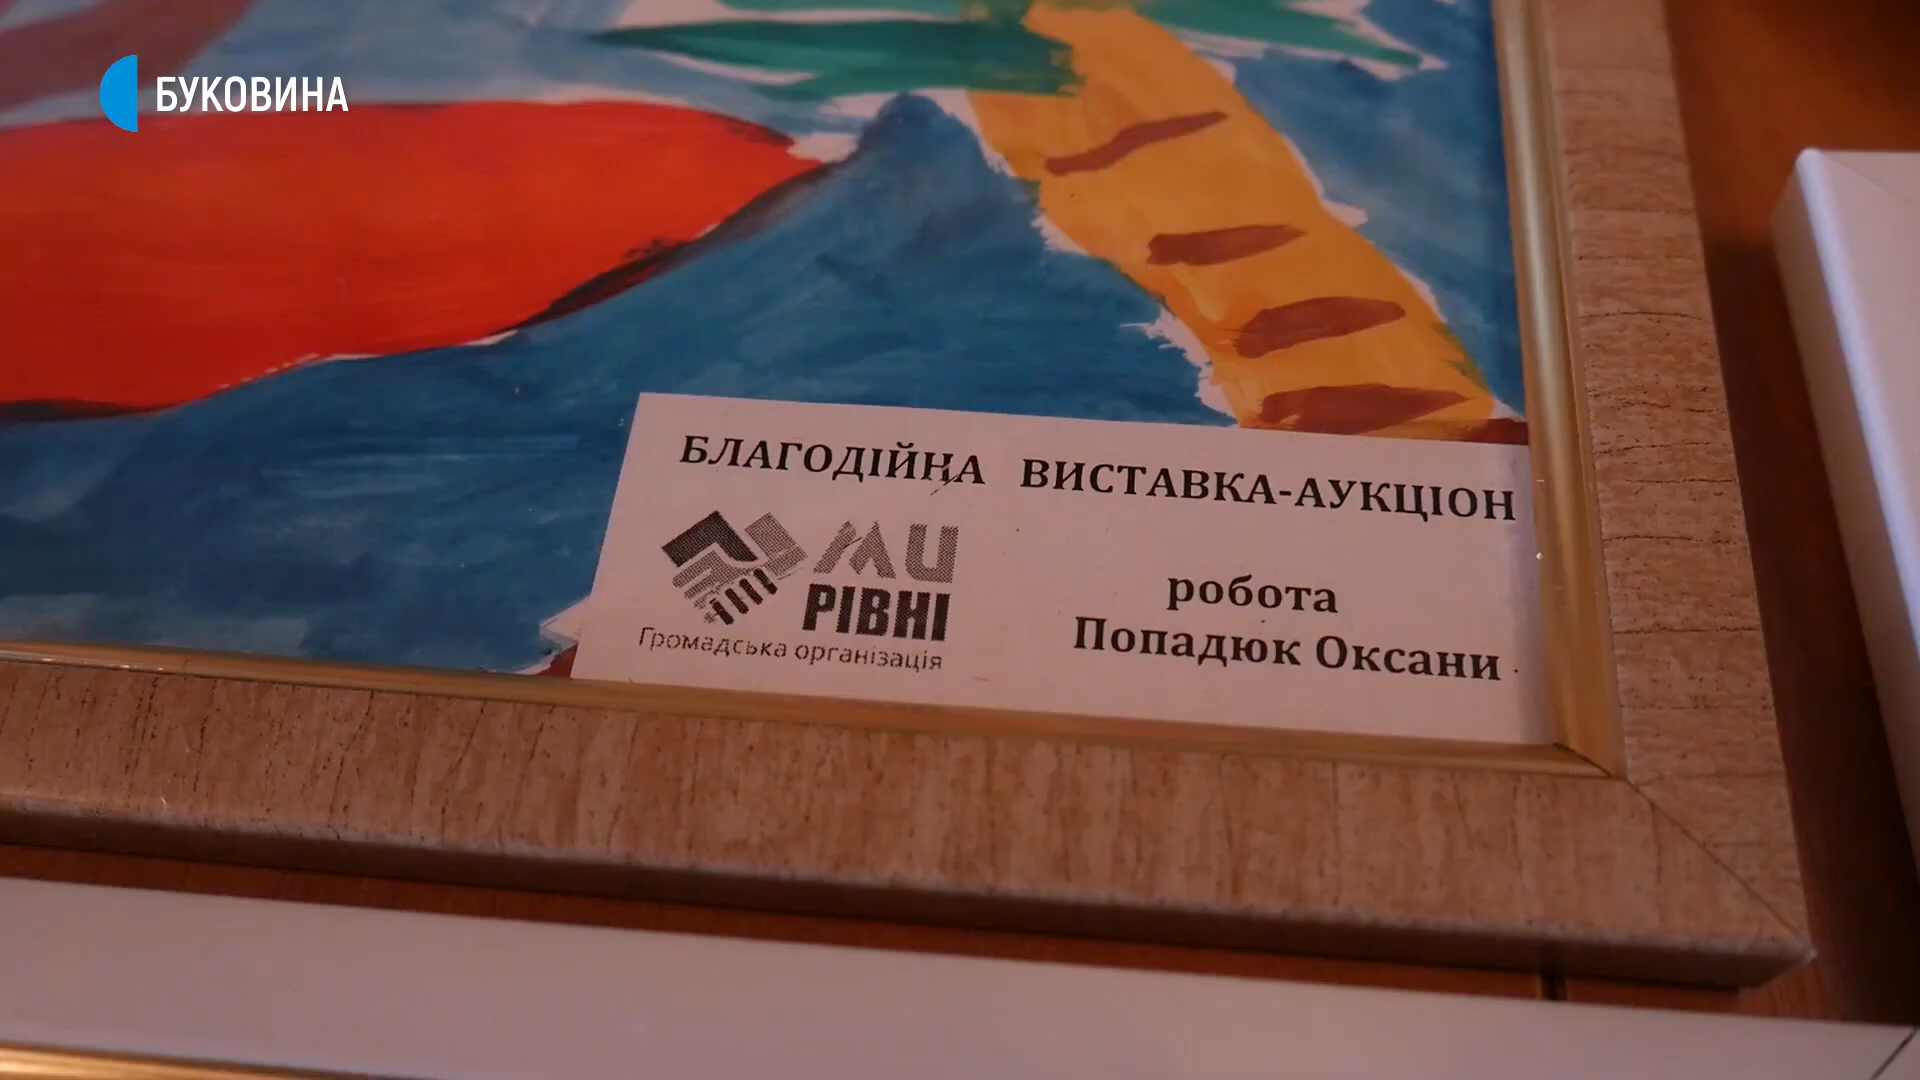 БУКОВИНА
БЛАГОДІЙНА ВИСТАВКА-АУКЦІОН
МИ
РІВНІ
Громадська організація
робота
Попадюк Оксани